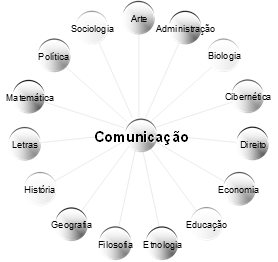 Arte
Sociologia
Administração
Política
Biologia
Matemática
Cibernética
Comunicação
Letras
Direito
História
Economia
Geografia
Educação
Filosofia
Etnologia